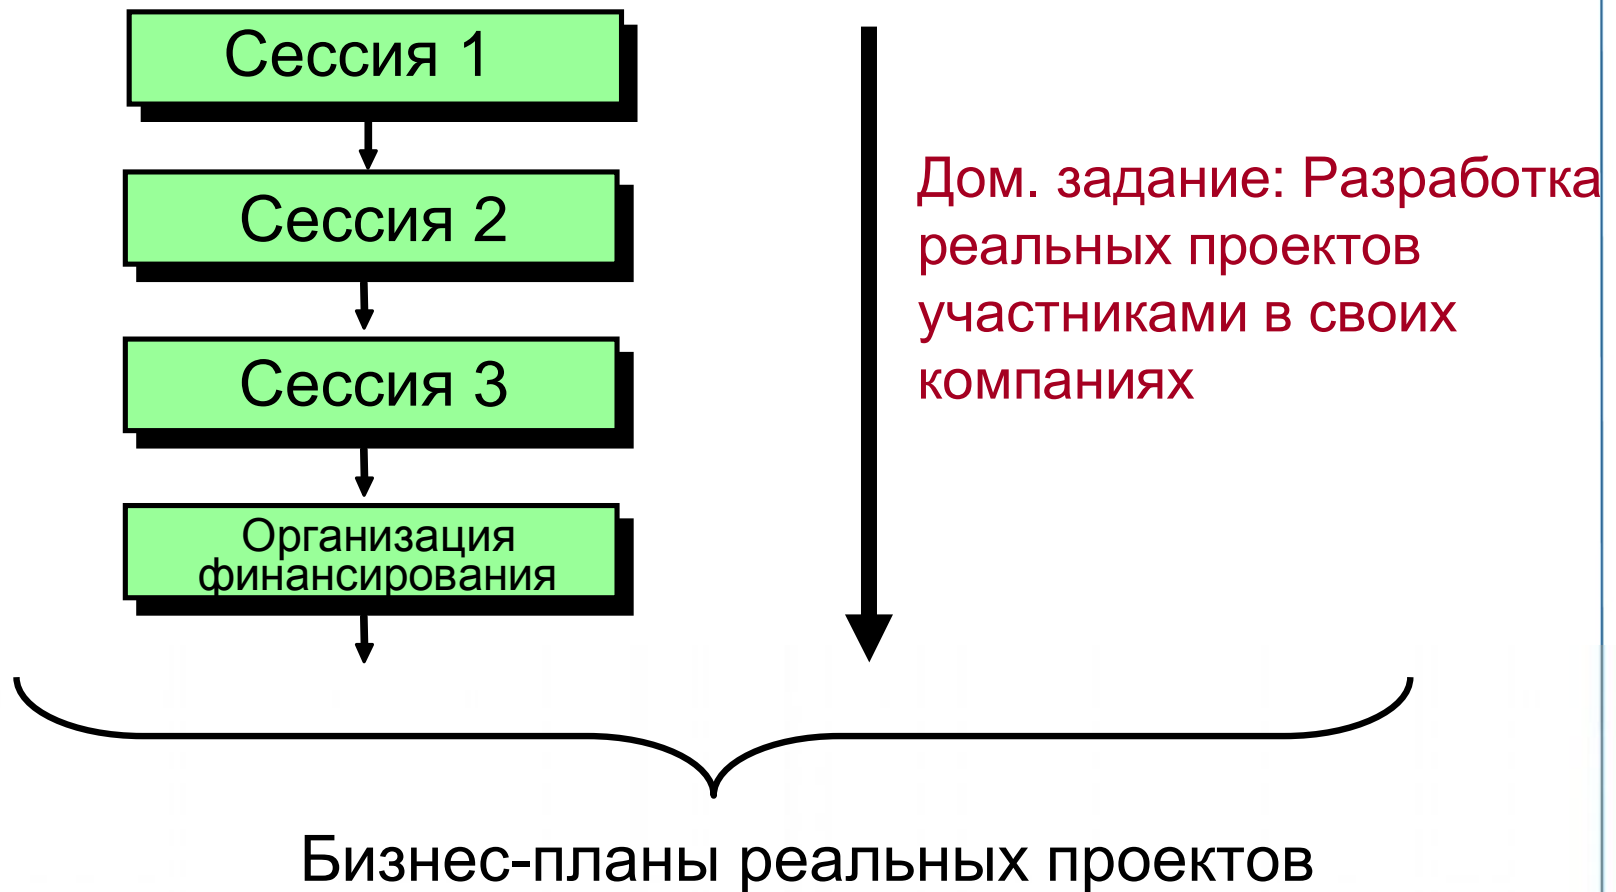 Сессия 1
Сессия 2
Сессия 3
Организация
финансирования
Дом. задание: Разработка
реальных проектов
участниками в своих
компаниях
Бизнес-планы реальных проектов